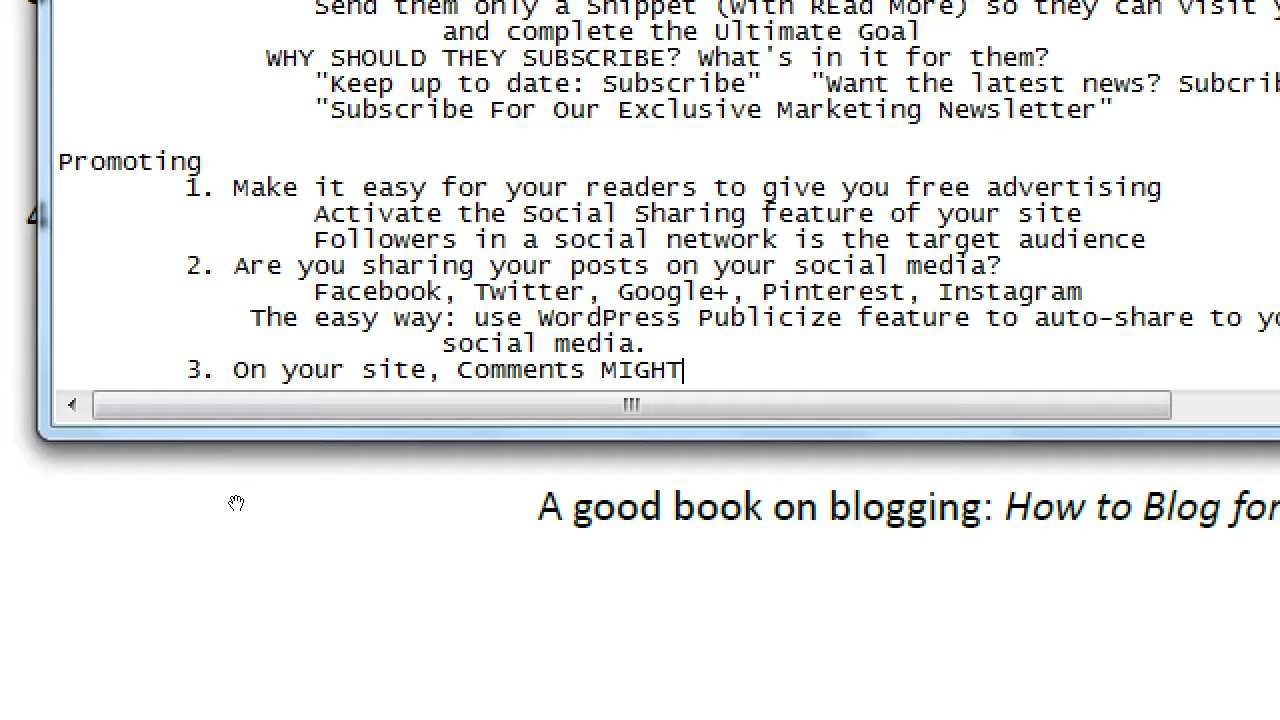 Send them only a Snippet (with REad More) so they can visit
and complete the Ultimate Goal
WHY SHOULD THEY SUBSCRIBE? What's in it for them?
"Keep up to date: Subscribe" "Want the latest news? Subcrib
"Subscribe For Our Exclusive Marketing Newsletter"
Promoting
1. Make it easy for your readers to give you free advertising
Activate the Social Sharing feature of your site
Followers in a social network is the target audience
2. Are you sharing your posts on your social media?
Facebook, Twitter, Google+, Pinterest, Instagram
The easy way: use WordPress Publicize feature to auto-share to yo
social media.
3. On your site, Comments MIGHT
A good book on blogging: How to Blog for